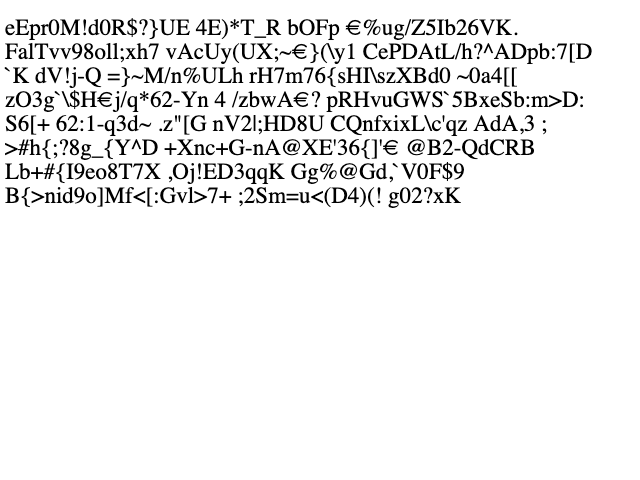 eEpr0M!d0R$?}UE 4E)*T_R bOFp €%ug/Z5Ib26VK.
FalTvv98oll;xh7 vAcUy(UX;~€}(\y1 CePDAtL/h?^ADpb:7[D
`K dV!j-Q =}~M/n%ULh rH7m76{sHI\szXBd0 ~0a4[[
zO3g`\$H€j/q*62-Yn 4 /zbwA€? pRHvuGWS`5BxeSb:m>D:
S6[+ 62:1-q3d~ .z"[G nV2l;HD8U CQnfxixL\c'qz AdA,3 ;
>#h{;?8g_{Y^D +Xnc+G-nA@XE'36{]'€ @B2-QdCRB
Lb+#{I9eo8T7X ,Oj!ED3qqK Gg%@Gd,`V0F$9
B{>nid9o]Mf<[:Gvl>7+ ;2Sm=u<(D4)(! g02?xK